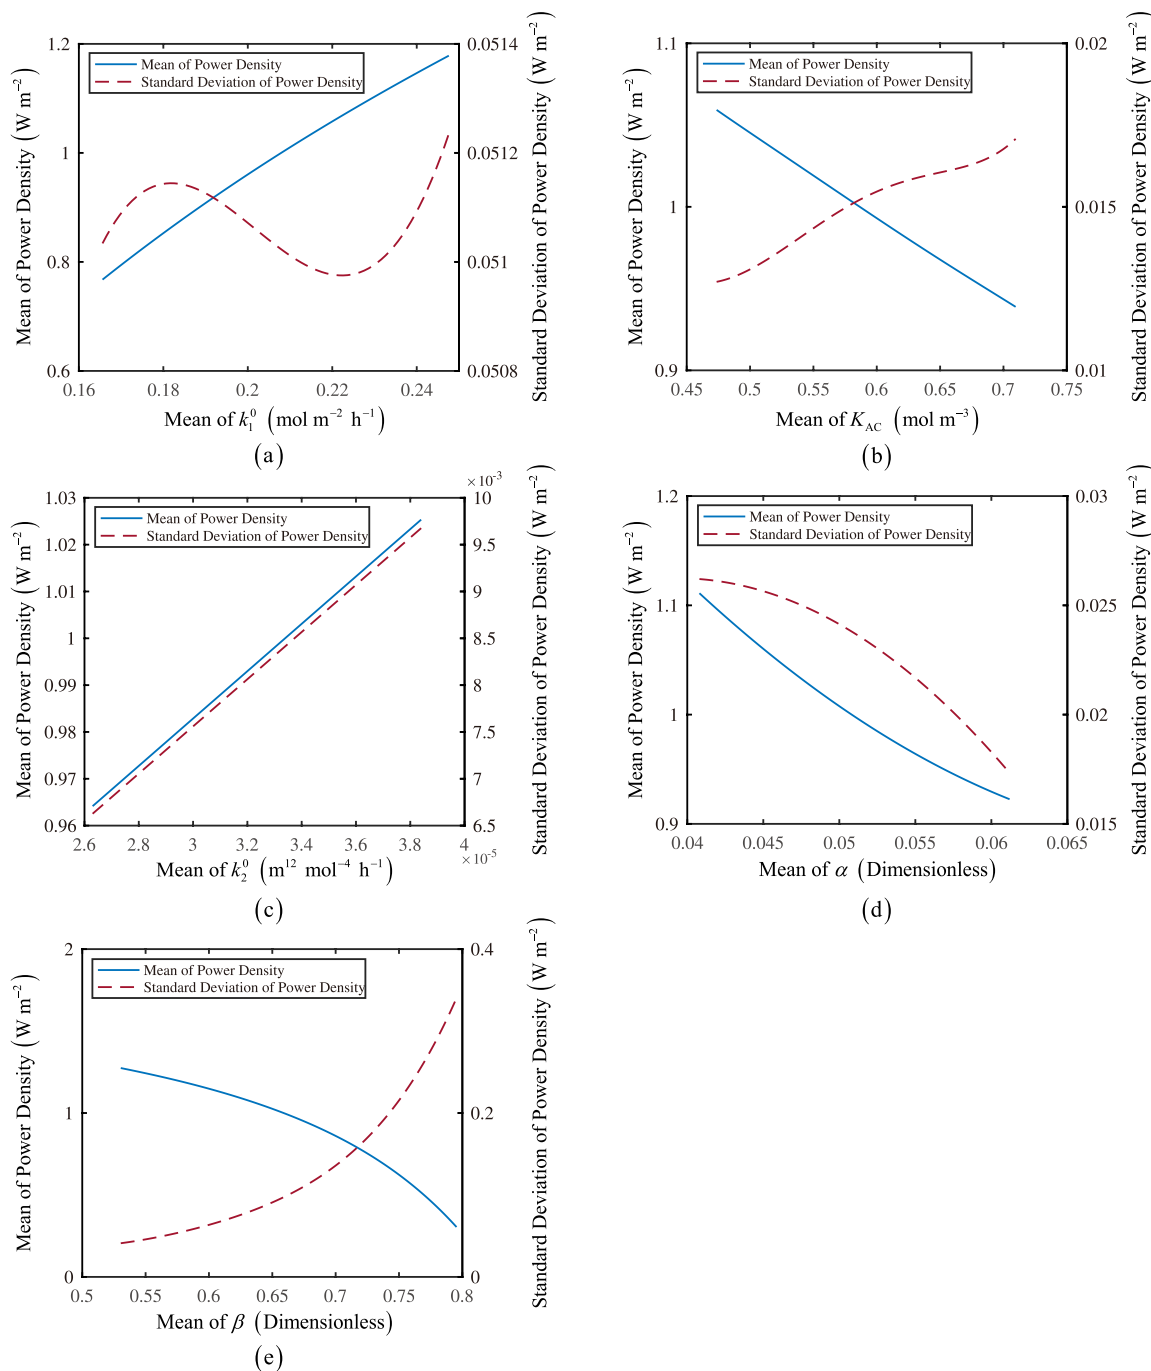 Mean of Power Density (W m⁻²)
1.2
1
0.8
0.6
Mean of Power Density
Standard Deviation of Power Density
0.0514
0.0512
0.051
0.0508
Standard Deviation of Power Density (W m⁻²)
0.16 0.18 0.2 0.22 0.24
Mean of k₁⁰ (mol m⁻² h⁻¹)
(a)
Mean of Power Density (W m⁻²)
1.1
1
0.9
Mean of Power Density
Standard Deviation of Power Density
0.02
0.015
0.01
Standard Deviation of Power Density (W m⁻²)
0.45 0.5 0.55 0.6 0.65 0.7 0.75
Mean of K_AC (mol m⁻³)
(b)
Mean of Power Density (W m⁻²)
1.03
1.02
1.01
1
0.99
0.98
0.97
0.96
Mean of Power Density
Standard Deviation of Power Density
× 10⁻³
10
9.5
9
8.5
8
7.5
7
6.5
Standard Deviation of Power Density (W m⁻²)
2.6 2.8 3 3.2 3.4 3.6 3.8 4
× 10⁻⁵
Mean of k₂⁰ (m¹² mol⁻⁴ h⁻¹)
(c)
Mean of Power Density (W m⁻²)
1.2
1.1
1
0.9
Mean of Power Density
Standard Deviation of Power Density
0.03
0.025
0.02
0.015
Standard Deviation of Power Density (W m⁻²)
0.04 0.045 0.05 0.055 0.06 0.065
Mean of α (Dimensionless)
(d)
Mean of Power Density (W m⁻²)
2
1
0
Mean of Power Density
Standard Deviation of Power Density
0.4
0.2
0
Standard Deviation of Power Density (W m⁻²)
0.5 0.55 0.6 0.65 0.7 0.75 0.8
Mean of β (Dimensionless)
(e)